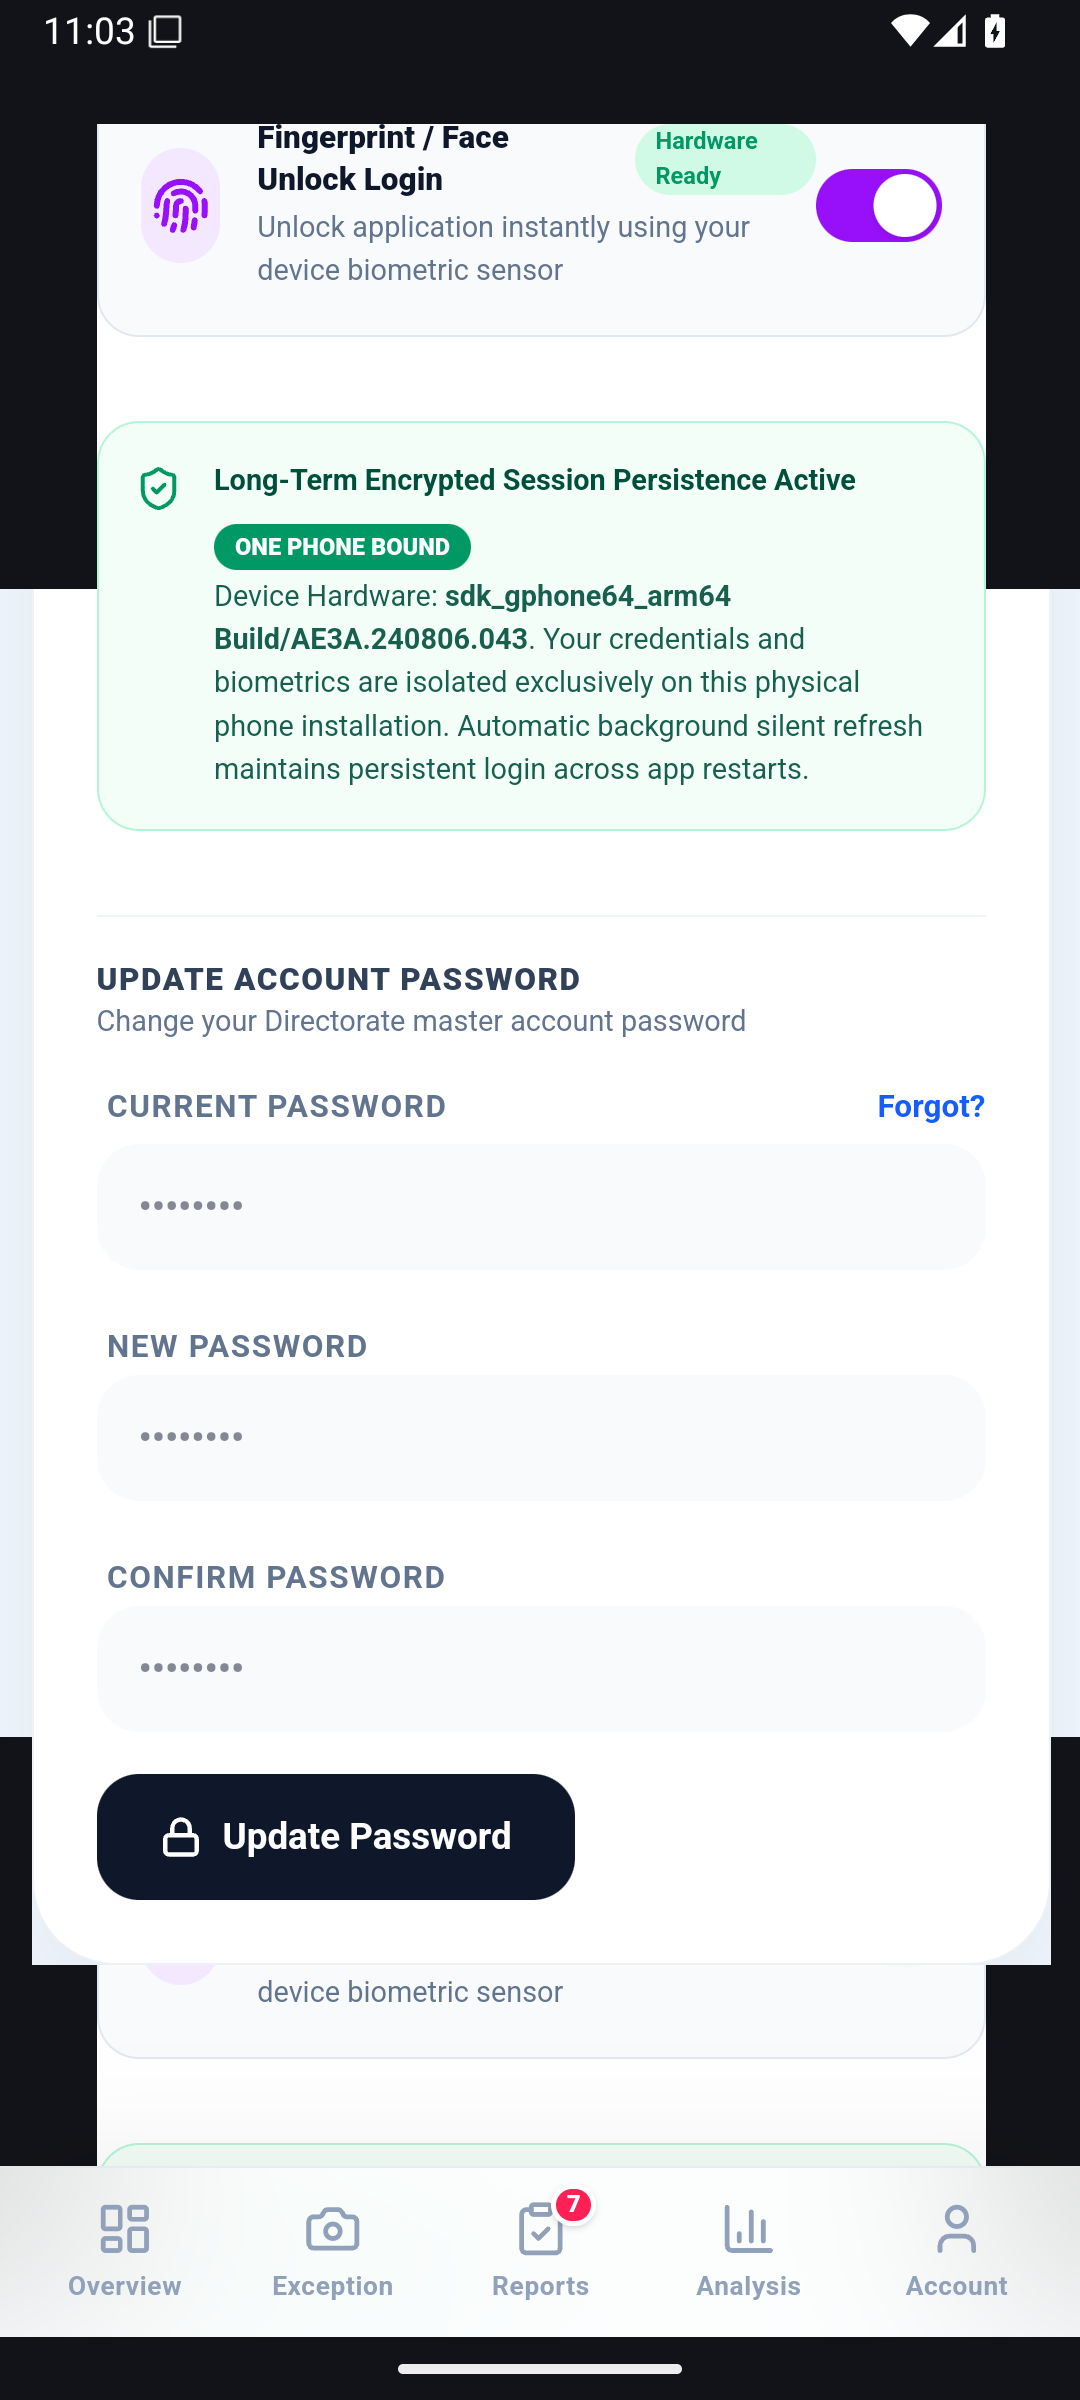 11:03
Fingerprint / Face
Unlock Login
Hardware
Ready
Unlock application instantly using your
device biometric sensor
Long-Term Encrypted Session Persistence Active
ONE PHONE BOUND
Device Hardware: sdk_gphone64_arm64
Build/AE3A.240806.043. Your credentials and
biometrics are isolated exclusively on this physical
phone installation. Automatic background silent refresh
maintains persistent login across app restarts.
UPDATE ACCOUNT PASSWORD
Change your Directorate master account password
CURRENT PASSWORD
Forgot?
••••••••
NEW PASSWORD
••••••••
CONFIRM PASSWORD
••••••••
Update Password
device biometric sensor
7
Overview
Exception
Reports
Analysis
Account